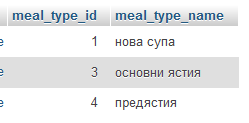 meal_type_id meal_type_name
1 нова супа
3 основни ястия
4 предястия